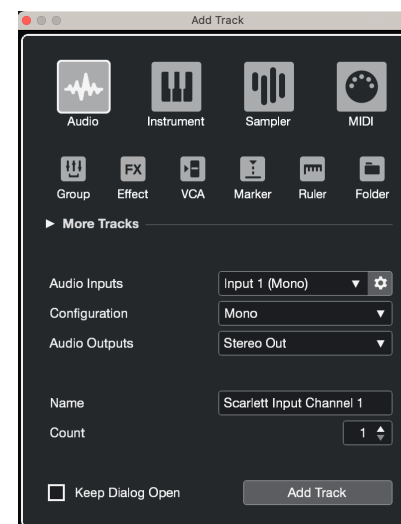 Add Track
Audio Instrument Sampler MIDI
FX
Group Effect VCA Marker Ruler Folder
More Tracks
Audio Inputs Input 1 (Mono)
Configuration Mono
Audio Outputs Stereo Out
Name Scarlett Input Channel 1
Count 1
Keep Dialog Open Add Track